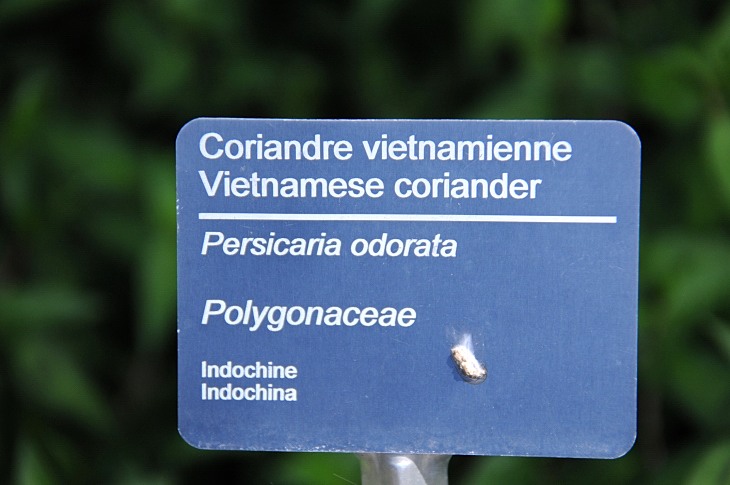 Coriandre vietnamienne
Vietnamese coriander
Persicaria odorata
Polygonaceae
Indochine
Indochina